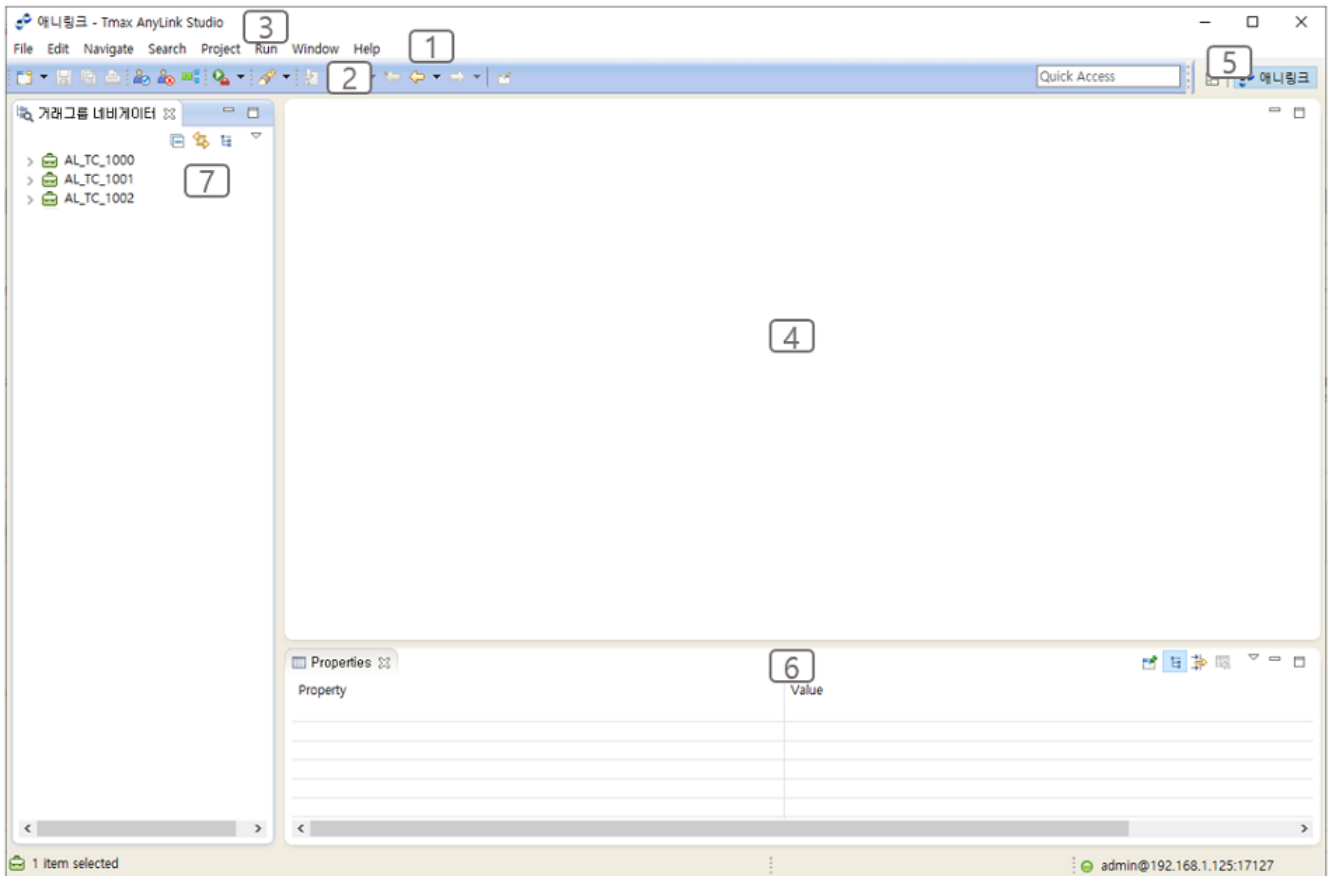 애니링크 - Tmax AnyLink Studio
3
File Edit Navigate Search Project Run Window Help
1
2
Quick Access
5
애니링크
거래그룹 네비게이터
AL_TC_1000
AL_TC_1001
AL_TC_1002
7
4
Properties
6
Property Value
1 item selected
admin@192.168.1.125:17127